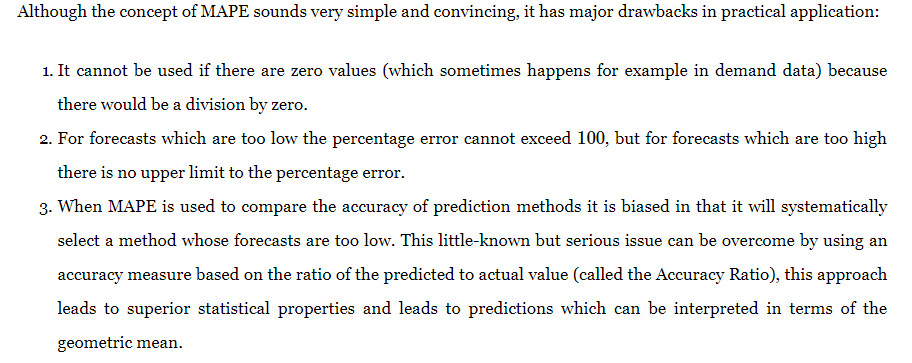 Although the concept of MAPE sounds very simple and convincing, it has major drawbacks in practical application:
1. It cannot be used if there are zero values (which sometimes happens for example in demand data) because
there would be a division by zero.
2. For forecasts which are too low the percentage error cannot exceed 100, but for forecasts which are too high
there is no upper limit to the percentage error.
3. When MAPE is used to compare the accuracy of prediction methods it is biased in that it will systematically
select a method whose forecasts are too low. This little-known but serious issue can be overcome by using an
accuracy measure based on the ratio of the predicted to actual value (called the Accuracy Ratio), this approach
leads to superior statistical properties and leads to predictions which can be interpreted in terms of the
geometric mean.